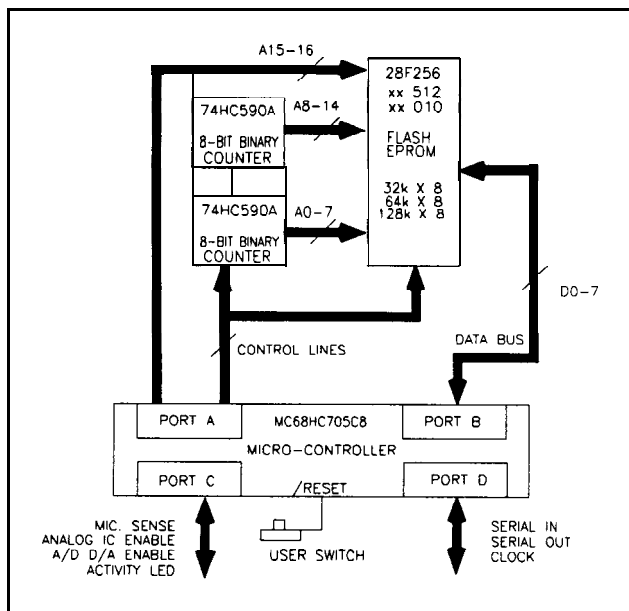 A15-16
28F256
xx 512
xx 010
FLASH
EPROM
32k X 8
64k X 8
128k X 8
74HC590A
8-BIT BINARY
COUNTER
A8-14
74HC590A
8-BIT BINARY
COUNTER
A0-7
D0-7
CONTROL LINES
DATA BUS
PORT A
MC68HC705C8
PORT B
MICRO-CONTROLLER
PORT C
/RESET
PORT D
MIC. SENSE
ANALOG IC ENABLE
A/D D/A ENABLE
ACTIVITY LED
USER SWITCH
SERIAL IN
SERIAL OUT
CLOCK